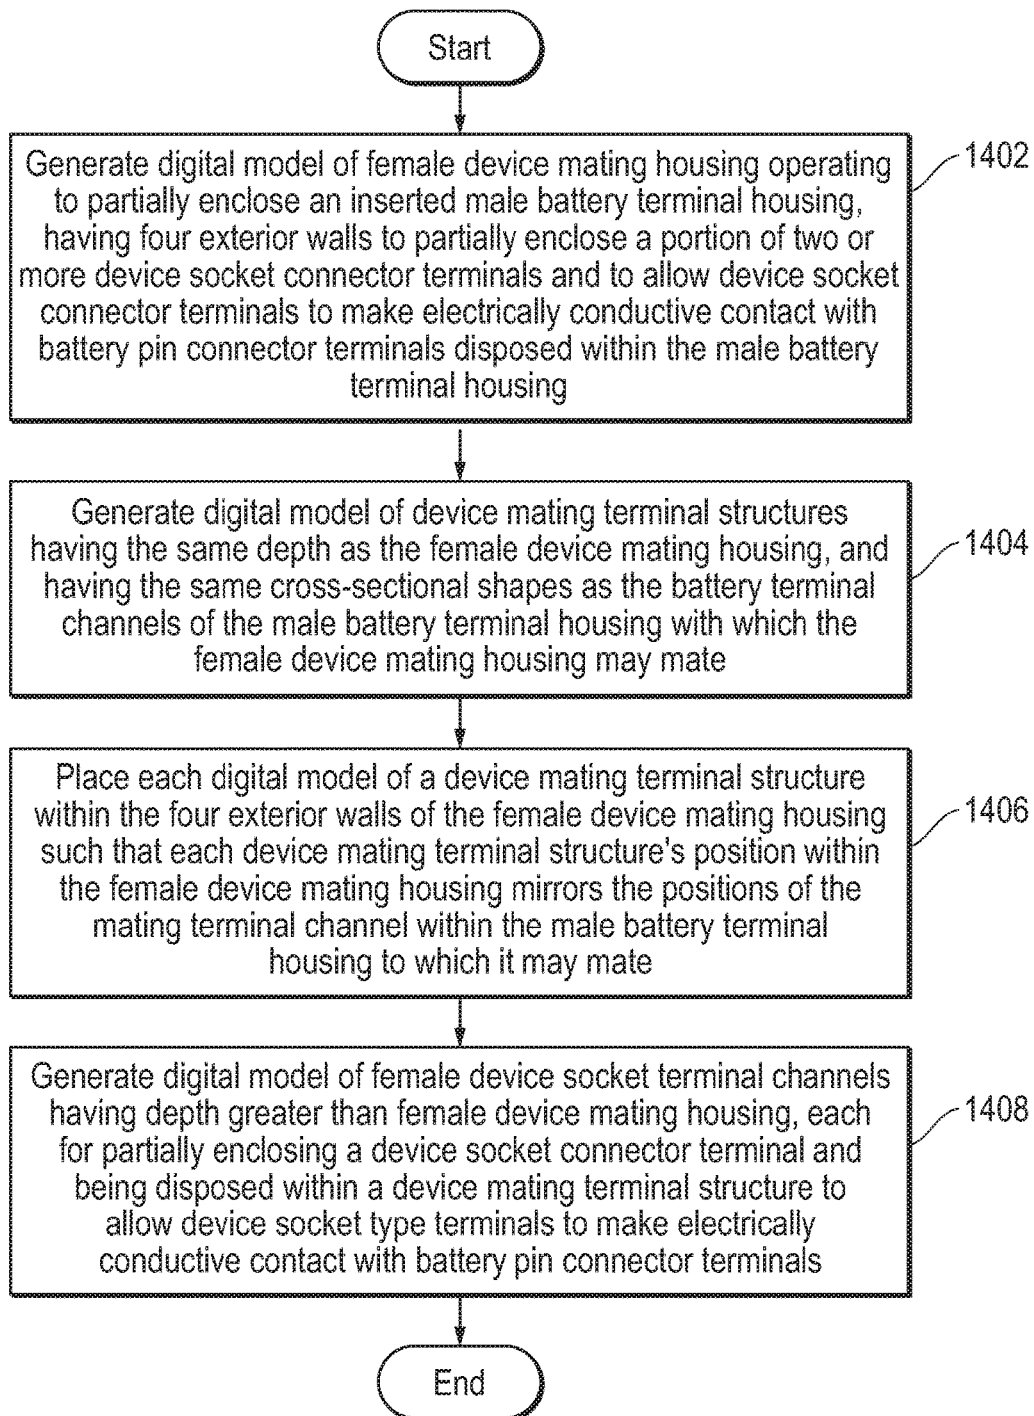 Start
Generate digital model of female device mating housing operating
to partially enclose an inserted male battery terminal housing,
having four exterior walls to partially enclose a portion of two or
more device socket connector terminals and to allow device socket
connector terminals to make electrically conductive contact with
battery pin connector terminals disposed within the male battery
terminal housing
1402
Generate digital model of device mating terminal structures
having the same depth as the female device mating housing, and
having the same cross-sectional shapes as the battery terminal
channels of the male battery terminal housing with which the
female device mating housing may mate
1404
Place each digital model of a device mating terminal structure
within the four exterior walls of the female device mating housing
such that each device mating terminal structure's position within
the female device mating housing mirrors the positions of the
mating terminal channel within the male battery terminal
housing to which it may mate
1406
Generate digital model of female device socket terminal channels
having depth greater than female device mating housing, each
for partially enclosing a device socket connector terminal and
being disposed within a device mating terminal structure to
allow device socket type terminals to make electrically
conductive contact with battery pin connector terminals
1408
End